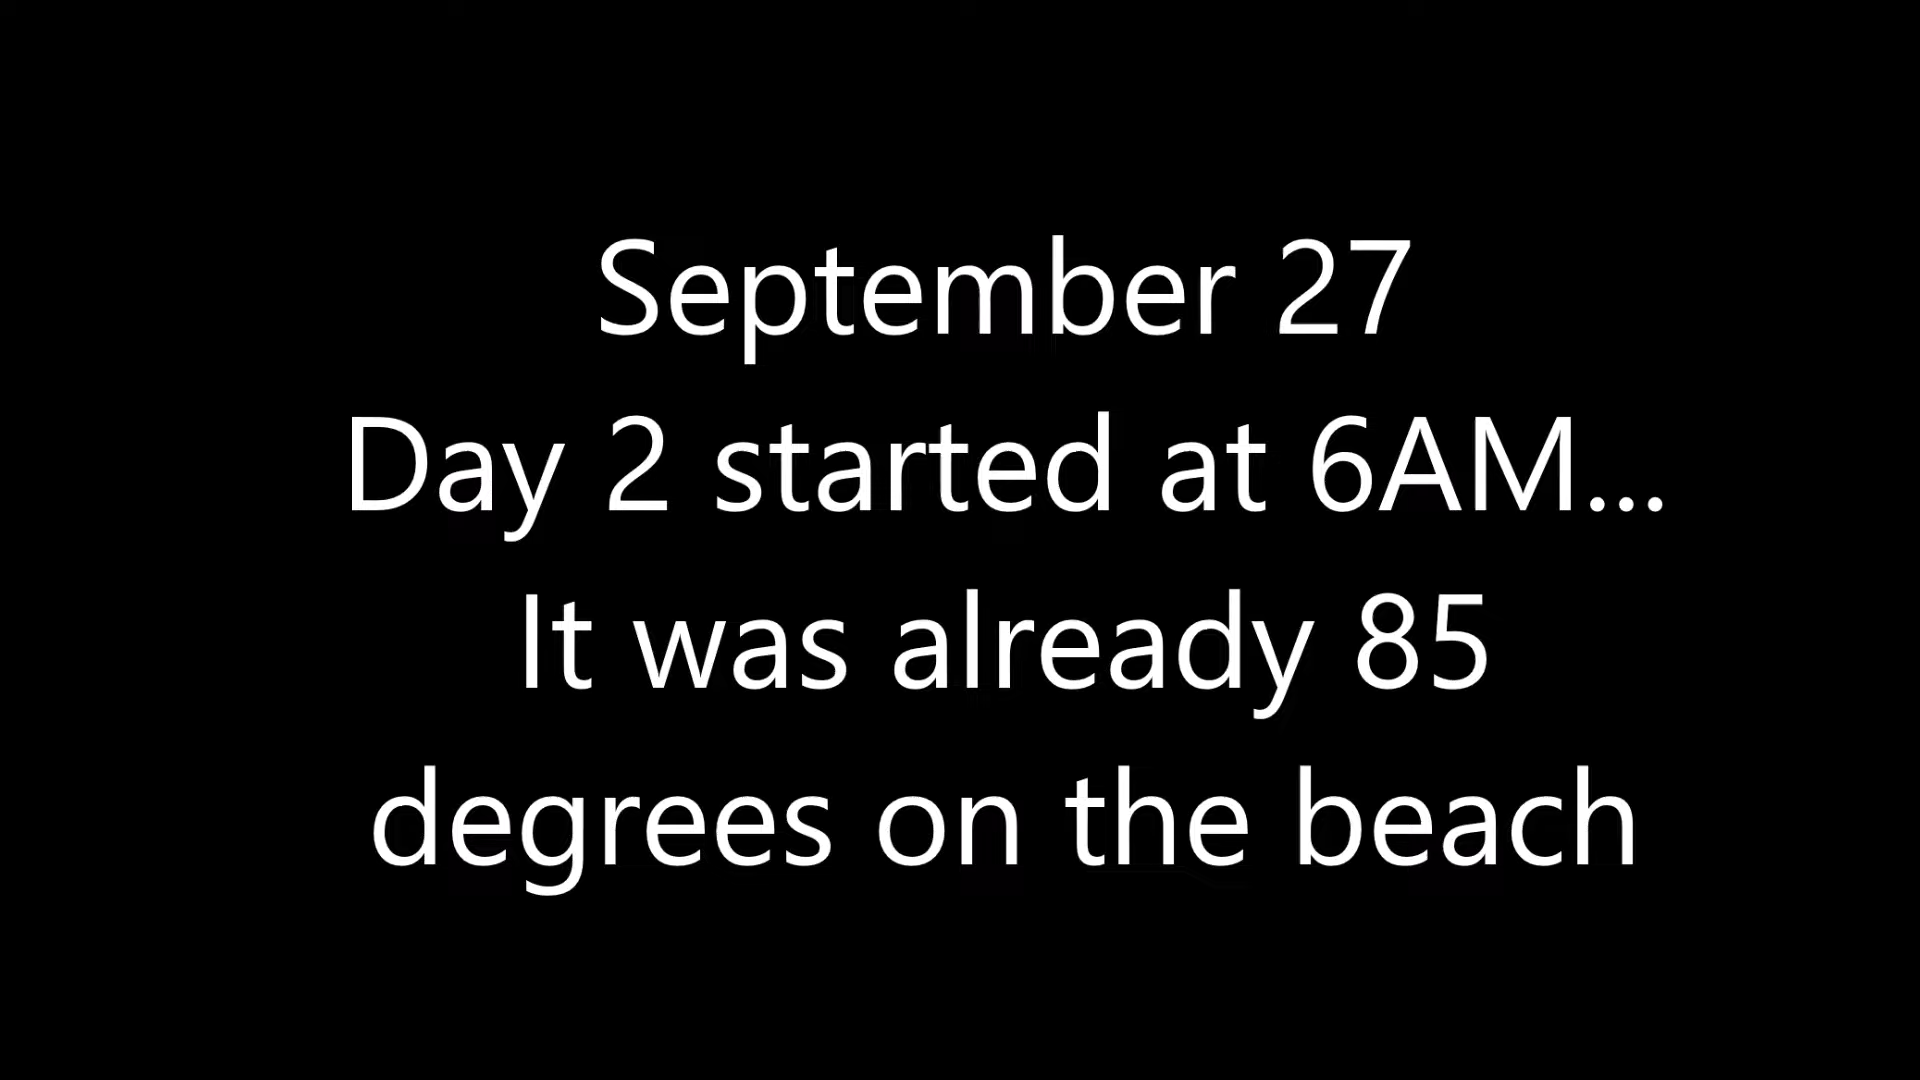 September 27
Day 2 started at 6AM...
It was already 85
degrees on the beach